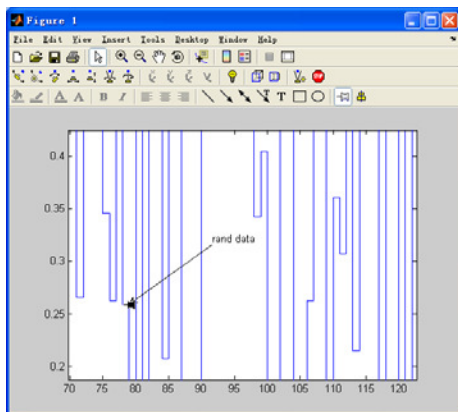 Figure 1
File Edit View Insert Tools Desktop Window Help
A A B I
T
0.4
0.35
rand data
0.3
0.25
0.2
70 75 80 85 90 95 100 105 110 115 120